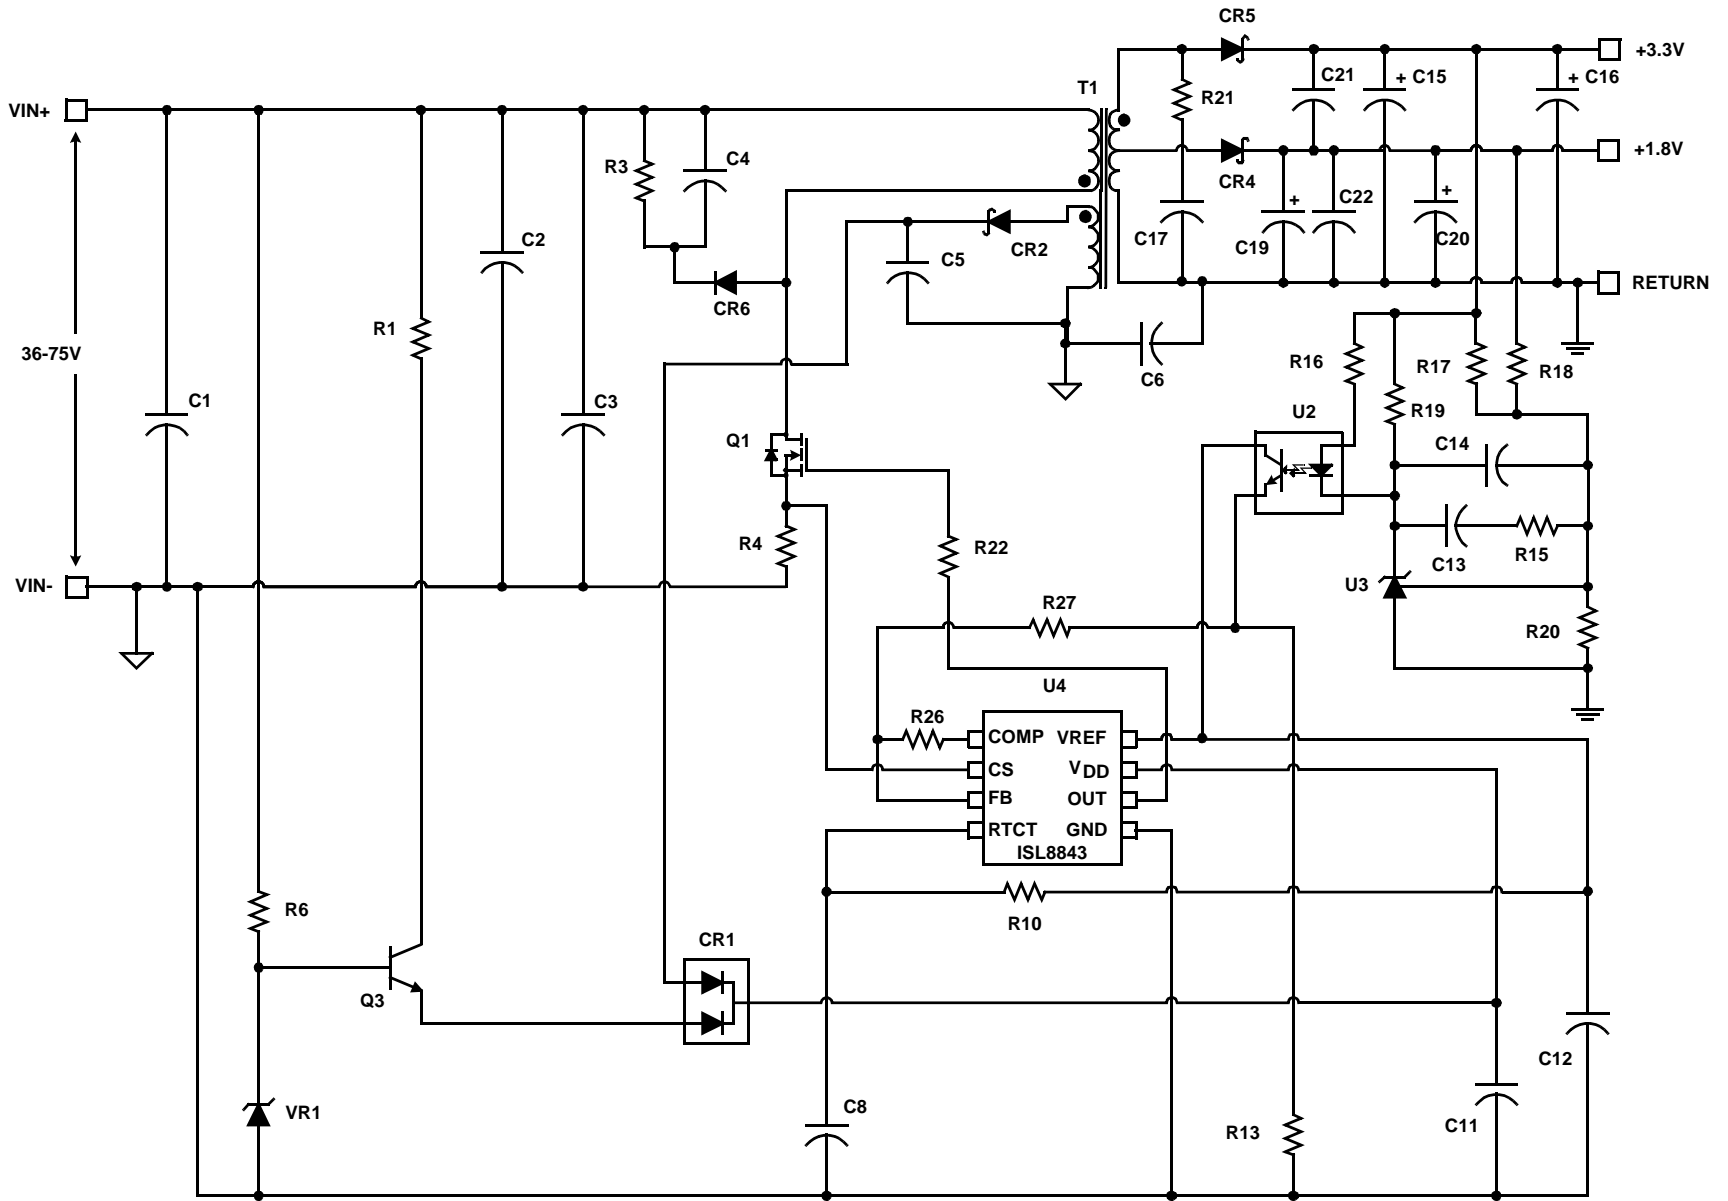 CR5
+3.3V
T1
C21
+ C15
+ C16
R21
VIN+
+1.8V
R3
C4
CR4
+
C22
+
C17
C19
C20
C2
C5
CR2
CR6
RETURN
R1
36-75V
C6
R16
R17
R18
C1
C3
R19
U2
Q1
C14
R4
R22
C13
R15
VIN-
U3
R27
R20
U4
R26
COMP
VREF
CS
VDD
FB
OUT
RTCT
GND
ISL8843
R6
R10
CR1
Q3
C12
VR1
C8
R13
C11